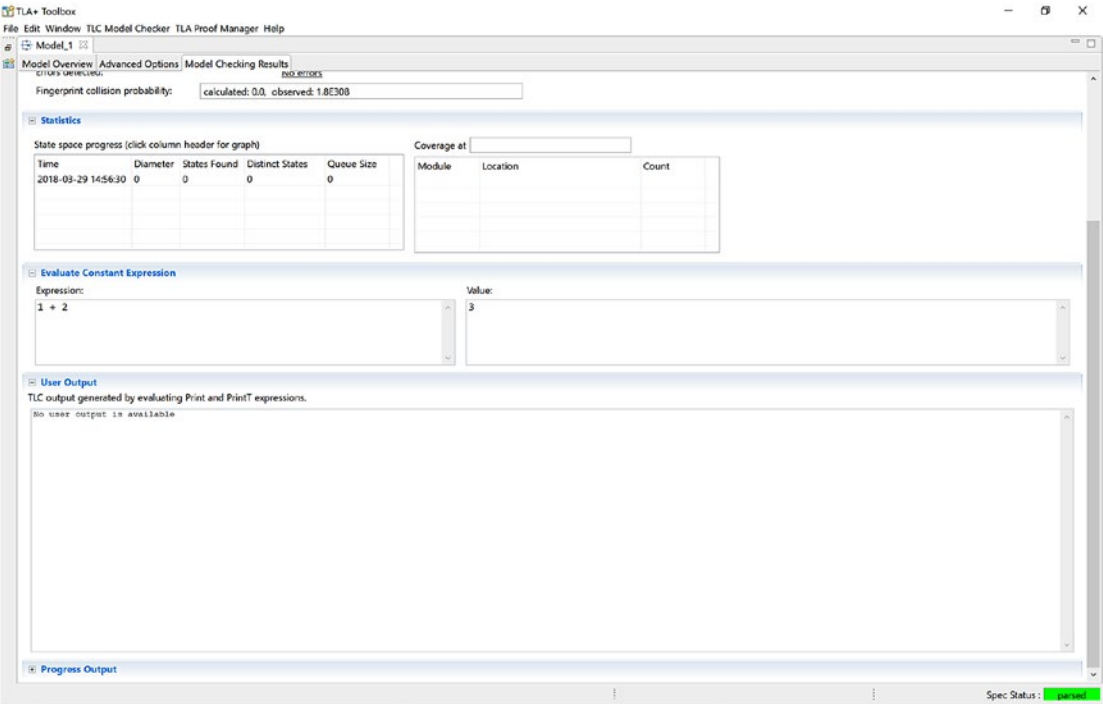 TLA+ Toolbox
File Edit Window TLC Model Checker TLA Proof Manager Help
Model_1
Model Overview Advanced Options Model Checking Results
Errors detected: No errors
Fingerprint collision probability: calculated: 0.0, observed: 1.8E308
Statistics
State space progress (click column header for graph) Coverage at
Time Diameter States Found Distinct States Queue Size Module Location Count
2018-03-29 14:56:30 0 0 0 0
Evaluate Constant Expression
Expression: Value:
1 + 2 3
User Output
TLC output generated by evaluating Print and PrintT expressions.
No user output is available
Progress Output
Spec Status : parsed